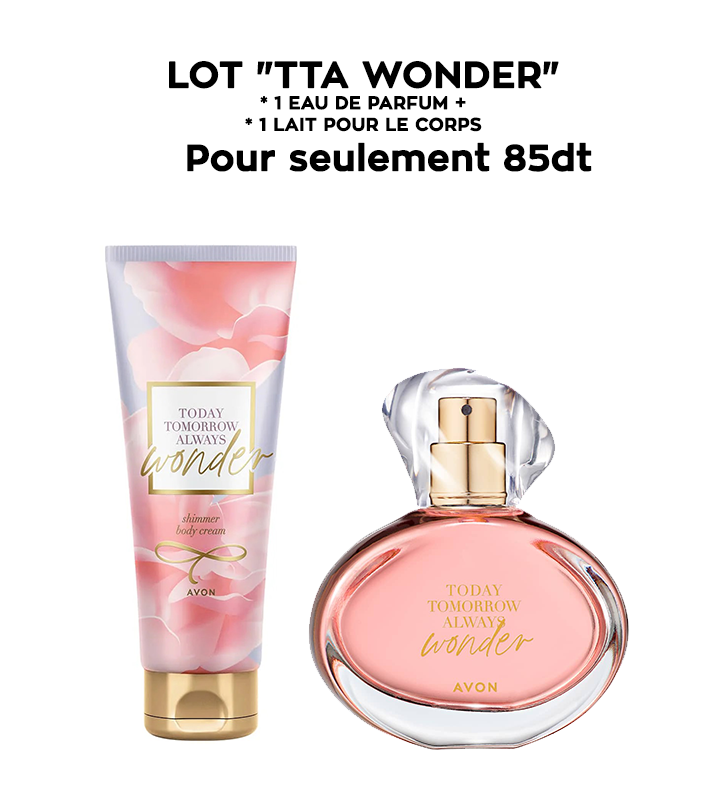 LOT "TTA WONDER"
* 1 EAU DE PARFUM +
* 1 LAIT POUR LE CORPS
Pour seulement 85dt
TODAY
TOMORROW
ALWAYS
wonder
shimmer
body cream
AVON
TODAY
TOMORROW
ALWAYS
wonder
AVON